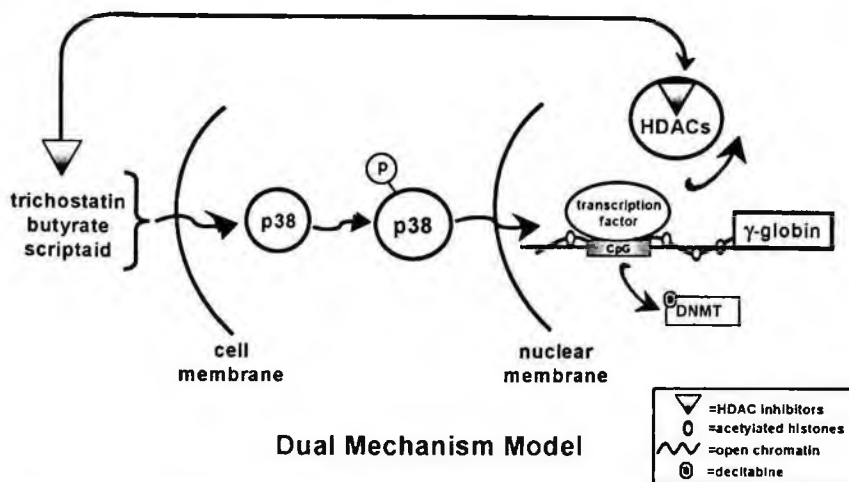 HDACs
trichostatin
butyrate
scriptaid
p38
P
p38
transcription
factor
CpG
γ-globin
DNMT
cell
membrane
nuclear
membrane
Dual Mechanism Model
=HDAC inhibitors
=acetylated histones
=open chromatin
=decitabine